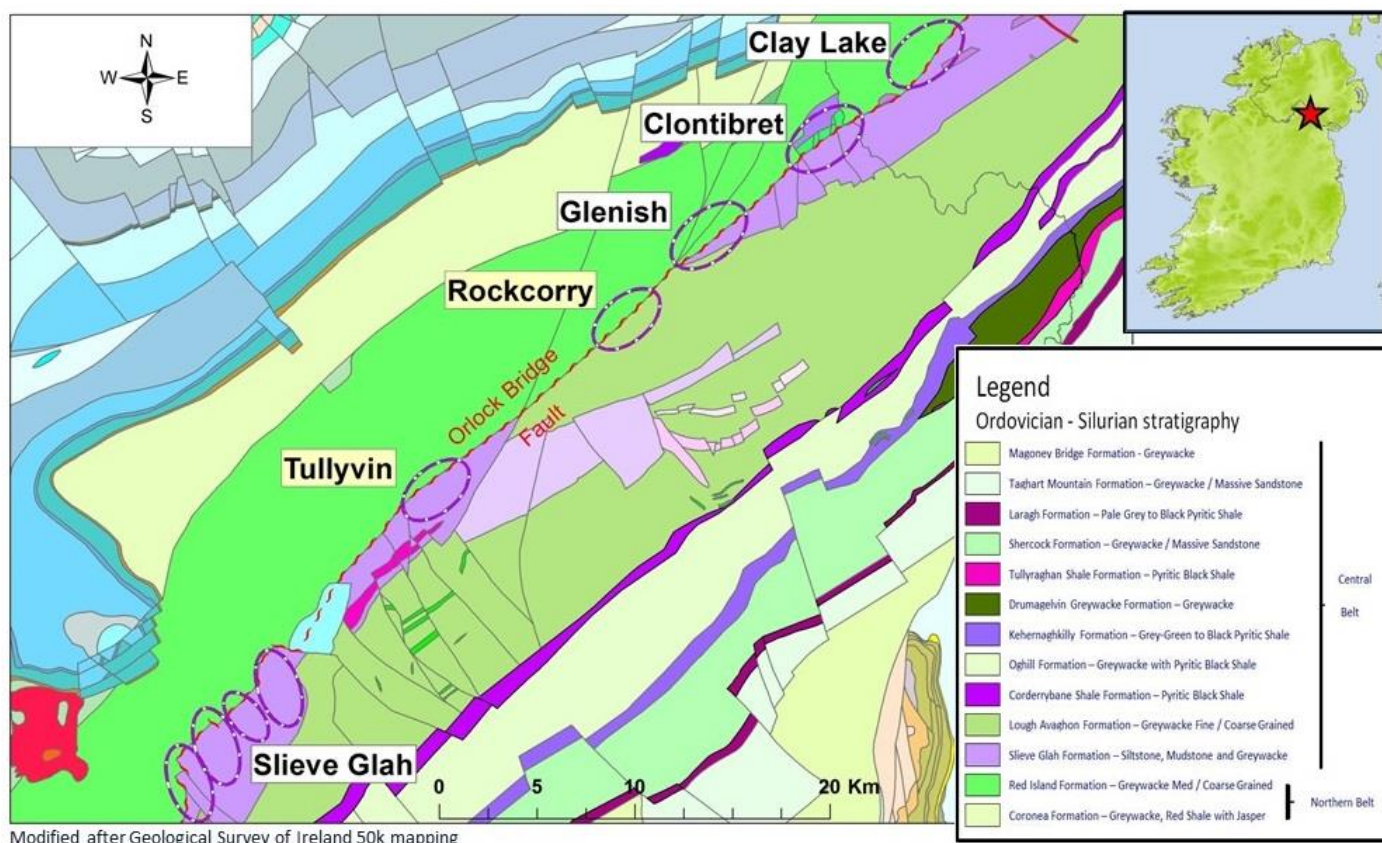 N
W E
S
Clay Lake
Clontibret
Glenish
Rockcorry
Orlock Bridge
Fault
Tullyvin
Slieve Glah
0 5 10 20 Km
Modified after Geological Survey of Ireland 50k mapping
Legend
Ordovician - Silurian stratigraphy
Magoney Bridge Formation - Greywacke
Taghart Mountain Formation – Greywacke / Massive Sandstone
Laragh Formation – Pale Grey to Black Pyritic Shale
Shercock Formation – Greywacke / Massive Sandstone
Tullyraghan Shale Formation – Pyritic Black Shale
Drumagelvin Greywacke Formation – Greywacke
Kehernaghkilly Formation – Grey-Green to Black Pyritic Shale
Oghill Formation – Greywacke with Pyritic Black Shale
Corderrybane Shale Formation – Pyritic Black Shale
Lough Avaghon Formation – Greywacke Fine / Coarse Grained
Slieve Glah Formation – Siltstone, Mudstone and Greywacke
Central
Belt
Red Island Formation – Greywacke Med / Coarse Grained
Coronea Formation – Greywacke, Red Shale with Jasper
Northern Belt